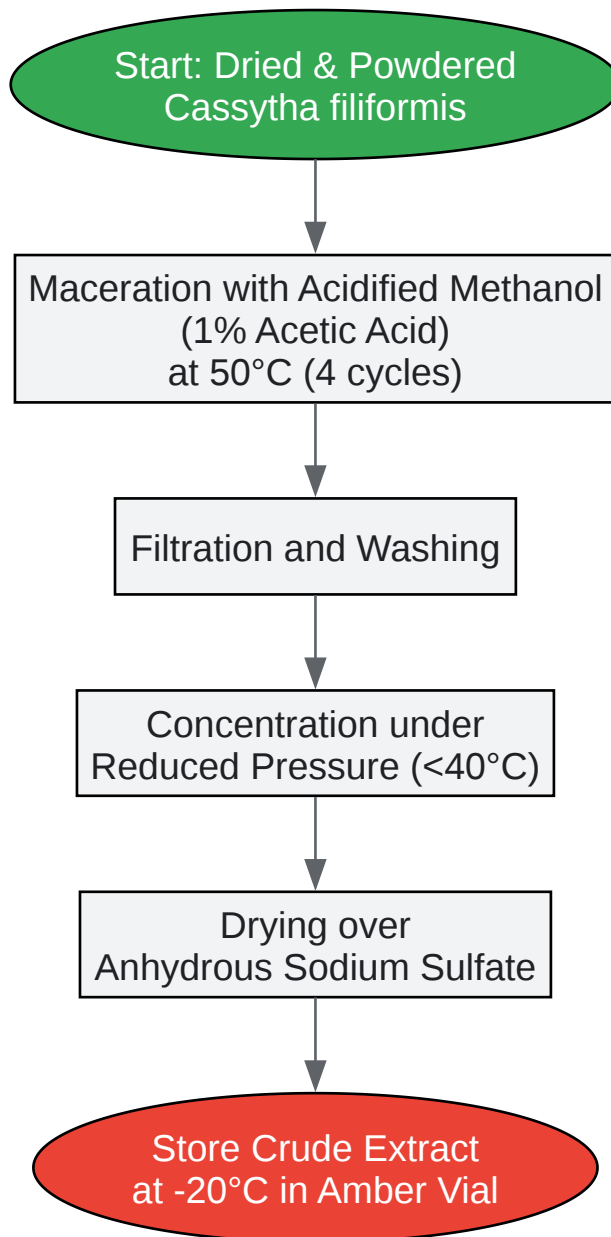 Start: Dried & Powdered
Cassytha filiformis
Maceration with Acidified Methanol
(1% Acetic Acid)
at 50°C (4 cycles)
Filtration and Washing
Concentration under
Reduced Pressure (<40°C)
Drying over
Anhydrous Sodium Sulfate
Store Crude Extract
at -20°C in Amber Vial